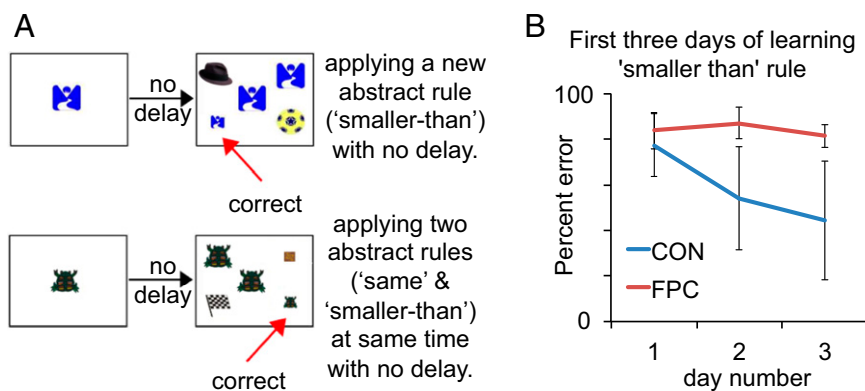 A
no
delay
applying a new
abstract rule
(‘smaller-than’)
with no delay.
correct
no
delay
applying two
abstract rules
(‘same’ &
‘smaller-than’)
at same time
with no delay.
correct
B
First three days of learning
'smaller than' rule
100
Percent error
0
CON
FPC
1 2 3
day number